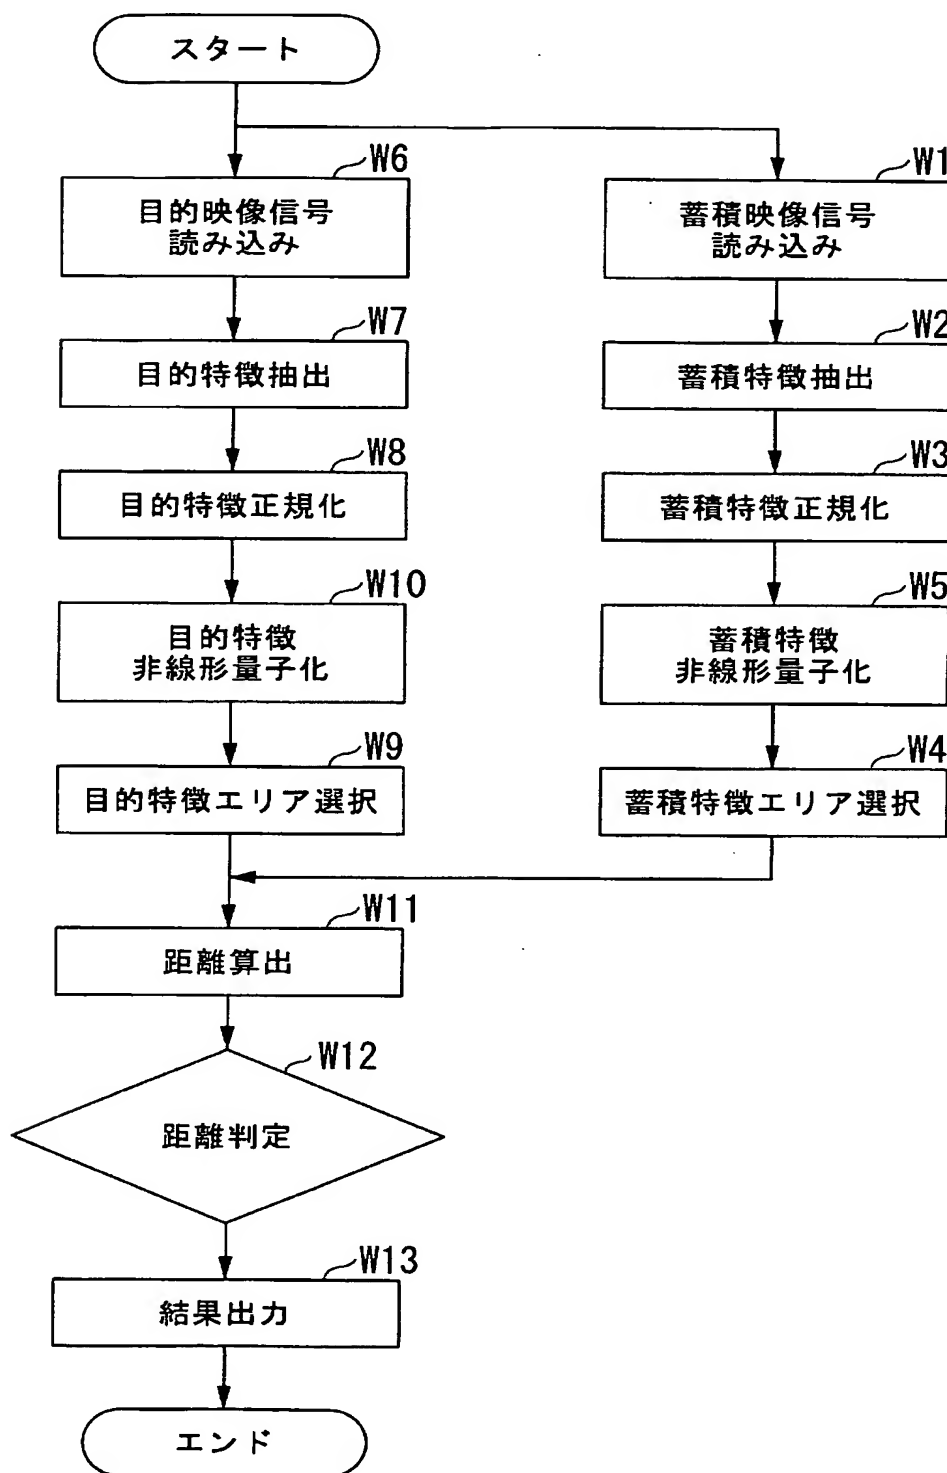 スタート
W6
目的映像信号
読み込み
W1
蓄積映像信号
読み込み
W7
目的特徴抽出
W2
蓄積特徴抽出
W8
目的特徴正規化
W3
蓄積特徴正規化
W10
目的特徴
非線形量子化
W5
蓄積特徴
非線形量子化
W9
目的特徴エリア選択
W4
蓄積特徴エリア選択
W11
距離算出
W12
距離判定
W13
結果出力
エンド